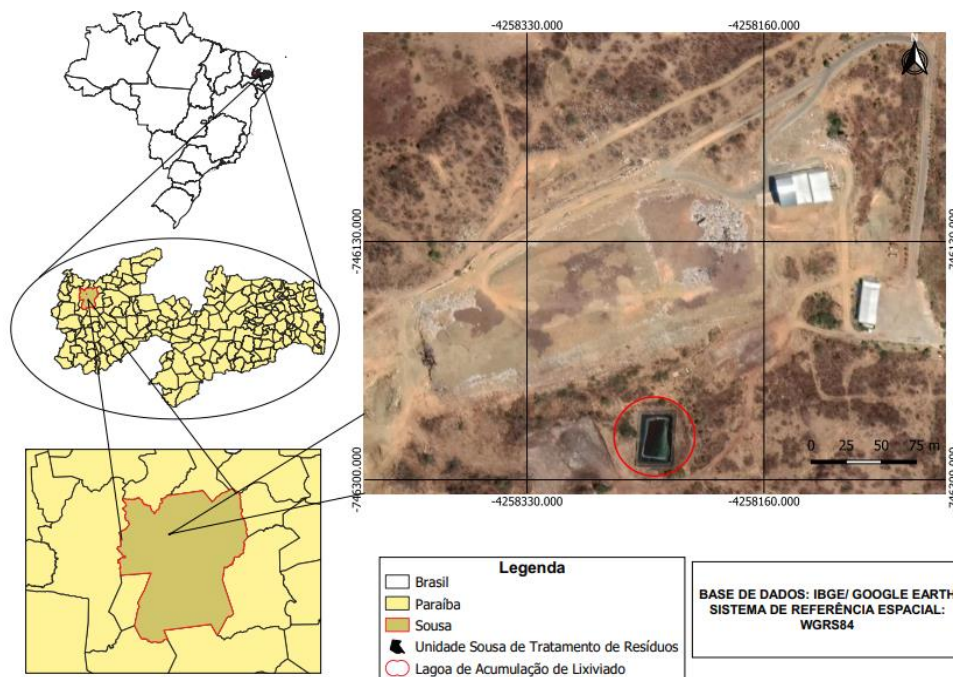 -4258330.000 -4258160.000
N
-746130.000 -746130.000
0 25 50 75 m
-746300.000 -746300.000
-4258330.000 -4258160.000
Legenda
Brasil
Paraíba
Sousa
Unidade Sousa de Tratamento de Resíduos
Lagoa de Acumulação de Lixiviado
BASE DE DADOS: IBGE/ GOOGLE EARTH
SISTEMA DE REFERÊNCIA ESPACIAL:
WGRS84